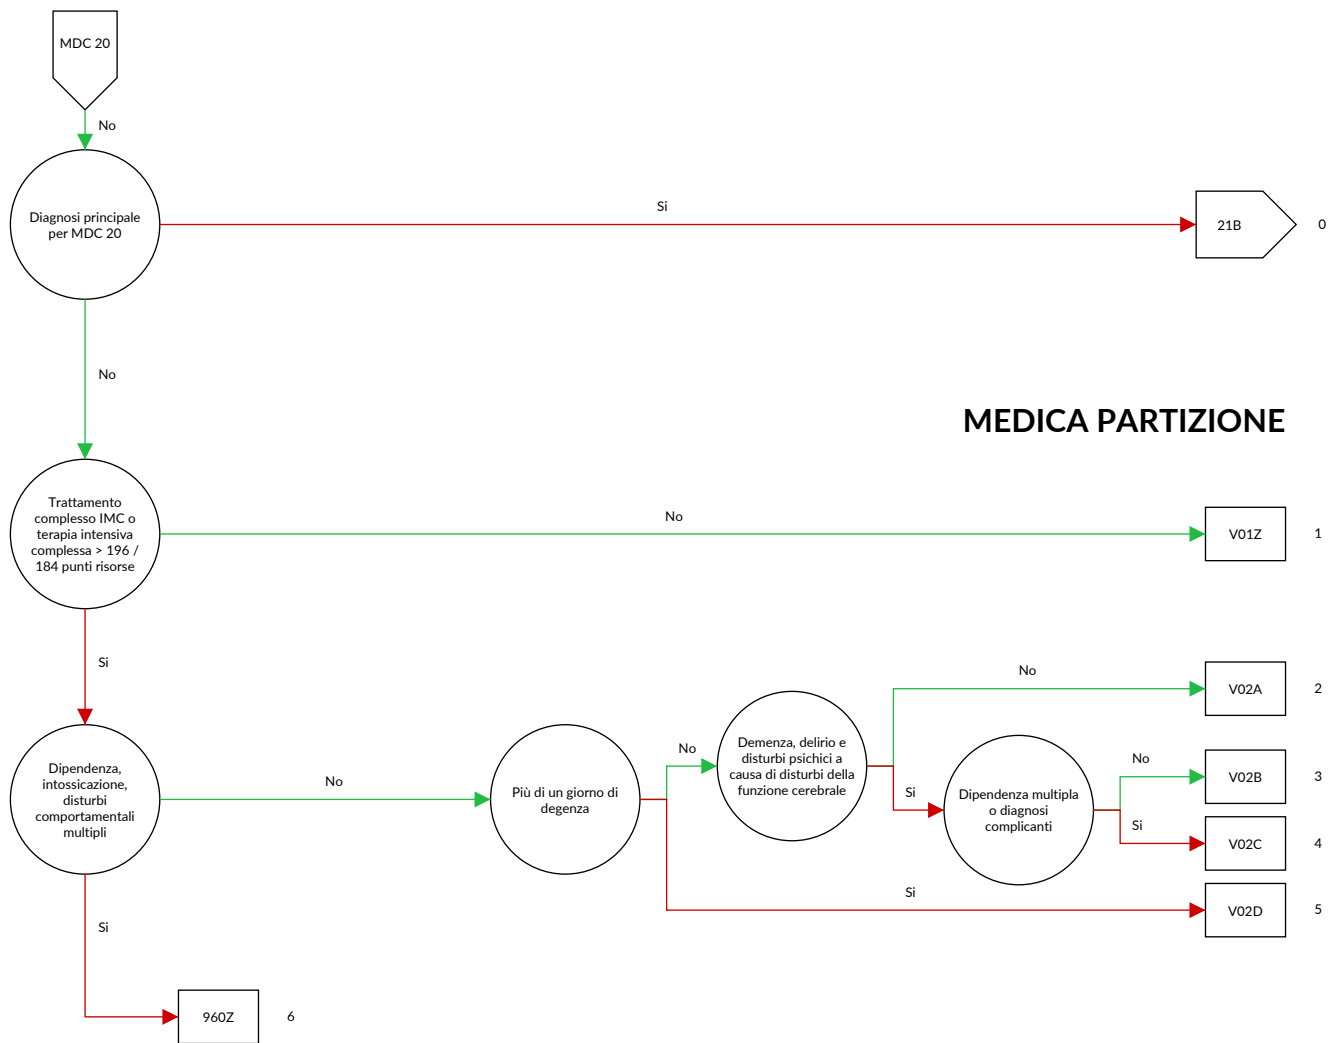 MDC 20
No
Diagnosi principale
per MDC 20
Si
21B
0
No
MEDICA PARTIZIONE
Trattamento
complesso IMC o
terapia intensiva
complessa > 196 /
184 punti risorse
No
V01Z
1
Si
Dipendenza,
intossicazione,
disturbi
comportamentali
multipli
No
Più di un giorno di
degenza
No
Demenza, delirio e
disturbi psichici a
causa di disturbi della
funzione cerebrale
No
V02A
2
Si
Dipendenza multipla
o diagnosi
complicanti
No
V02B
3
Si
V02C
4
Si
V02D
5
Si
960Z
6